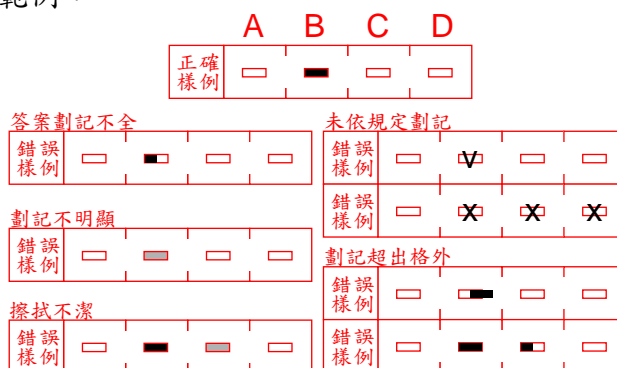 範例：
A B C D
正確
樣例
答案劃記不全
錯誤
樣例
劃記不明顯
錯誤
樣例
擦拭不潔
錯誤
樣例
未依規定劃記
錯誤
樣例
V
錯誤
樣例
X X X
劃記超出格外
錯誤
樣例
錯誤
樣例